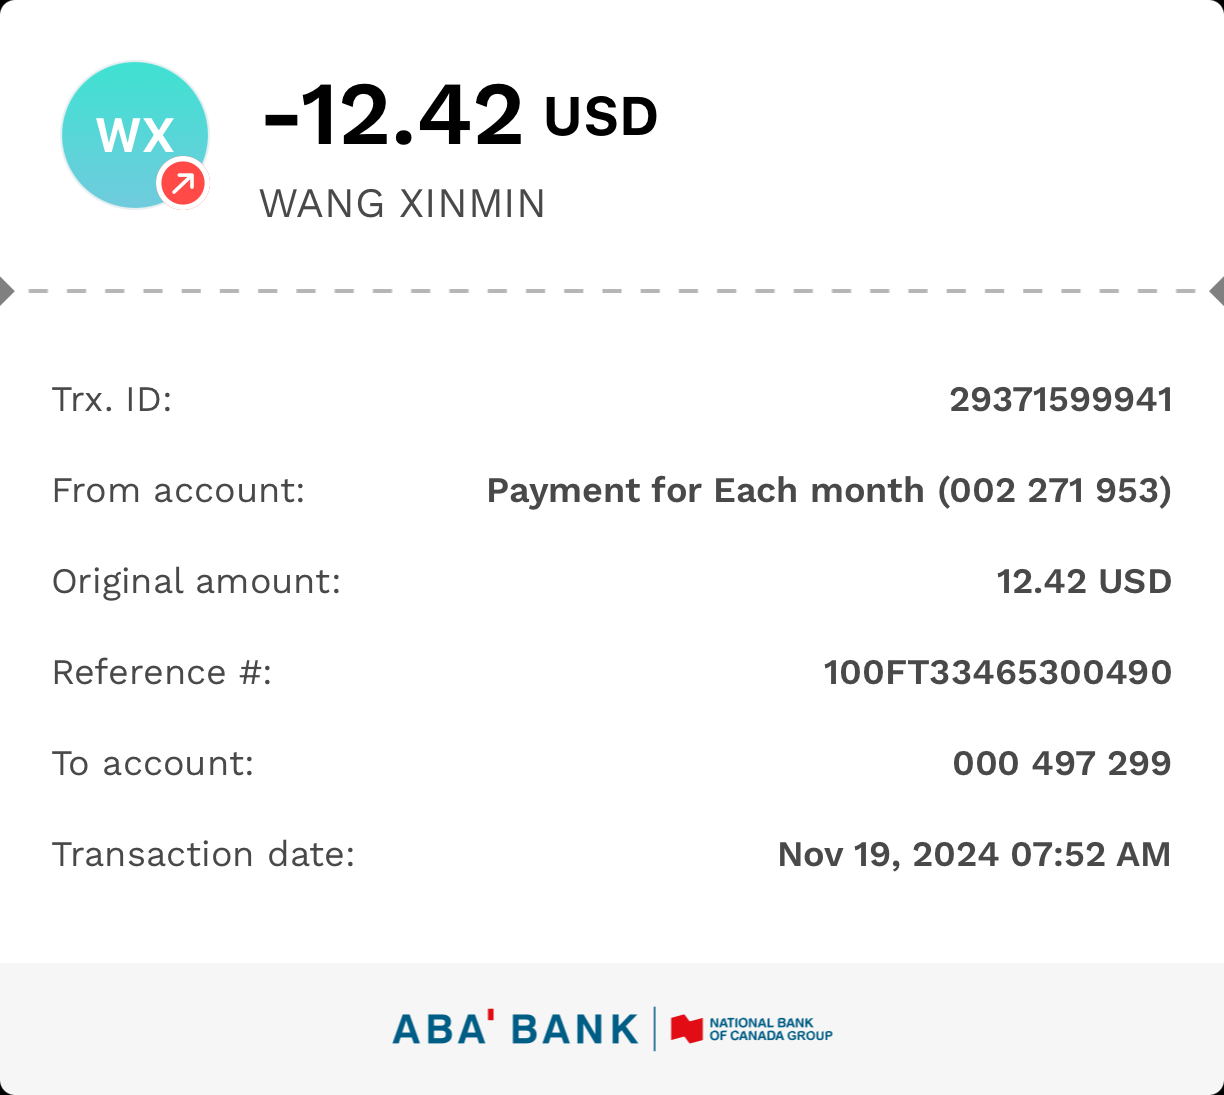 WX
-12.42 USD
WANG XINMIN
Trx. ID: 29371599941
From account: Payment for Each month (002 271 953)
Original amount: 12.42 USD
Reference #: 100FT33465300490
To account: 000 497 299
Transaction date: Nov 19, 2024 07:52 AM
ABA' BANK
NATIONAL BANK
OF CANADA GROUP